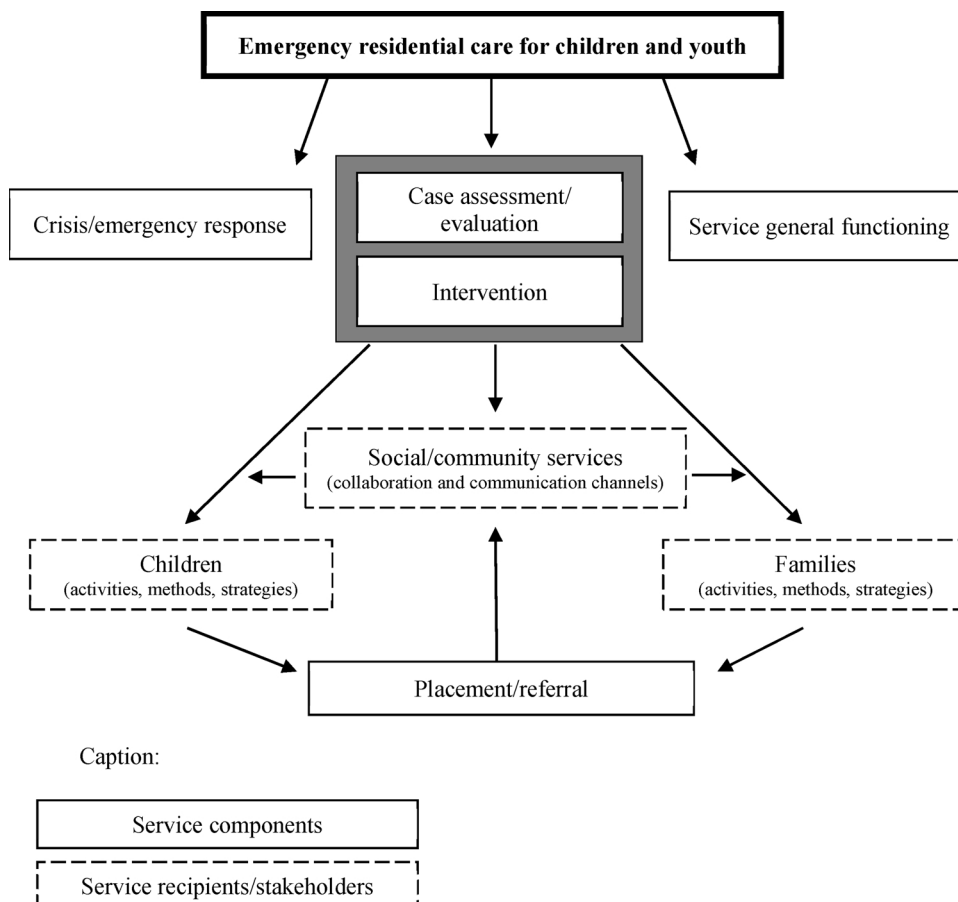 Emergency residential care for children and youth
Crisis/emergency response
Case assessment/
evaluation
Intervention
Service general functioning
Social/community services
(collaboration and communication channels)
Children
(activities, methods, strategies)
Families
(activities, methods, strategies)
Placement/referral
Caption:
Service components
Service recipients/stakeholders